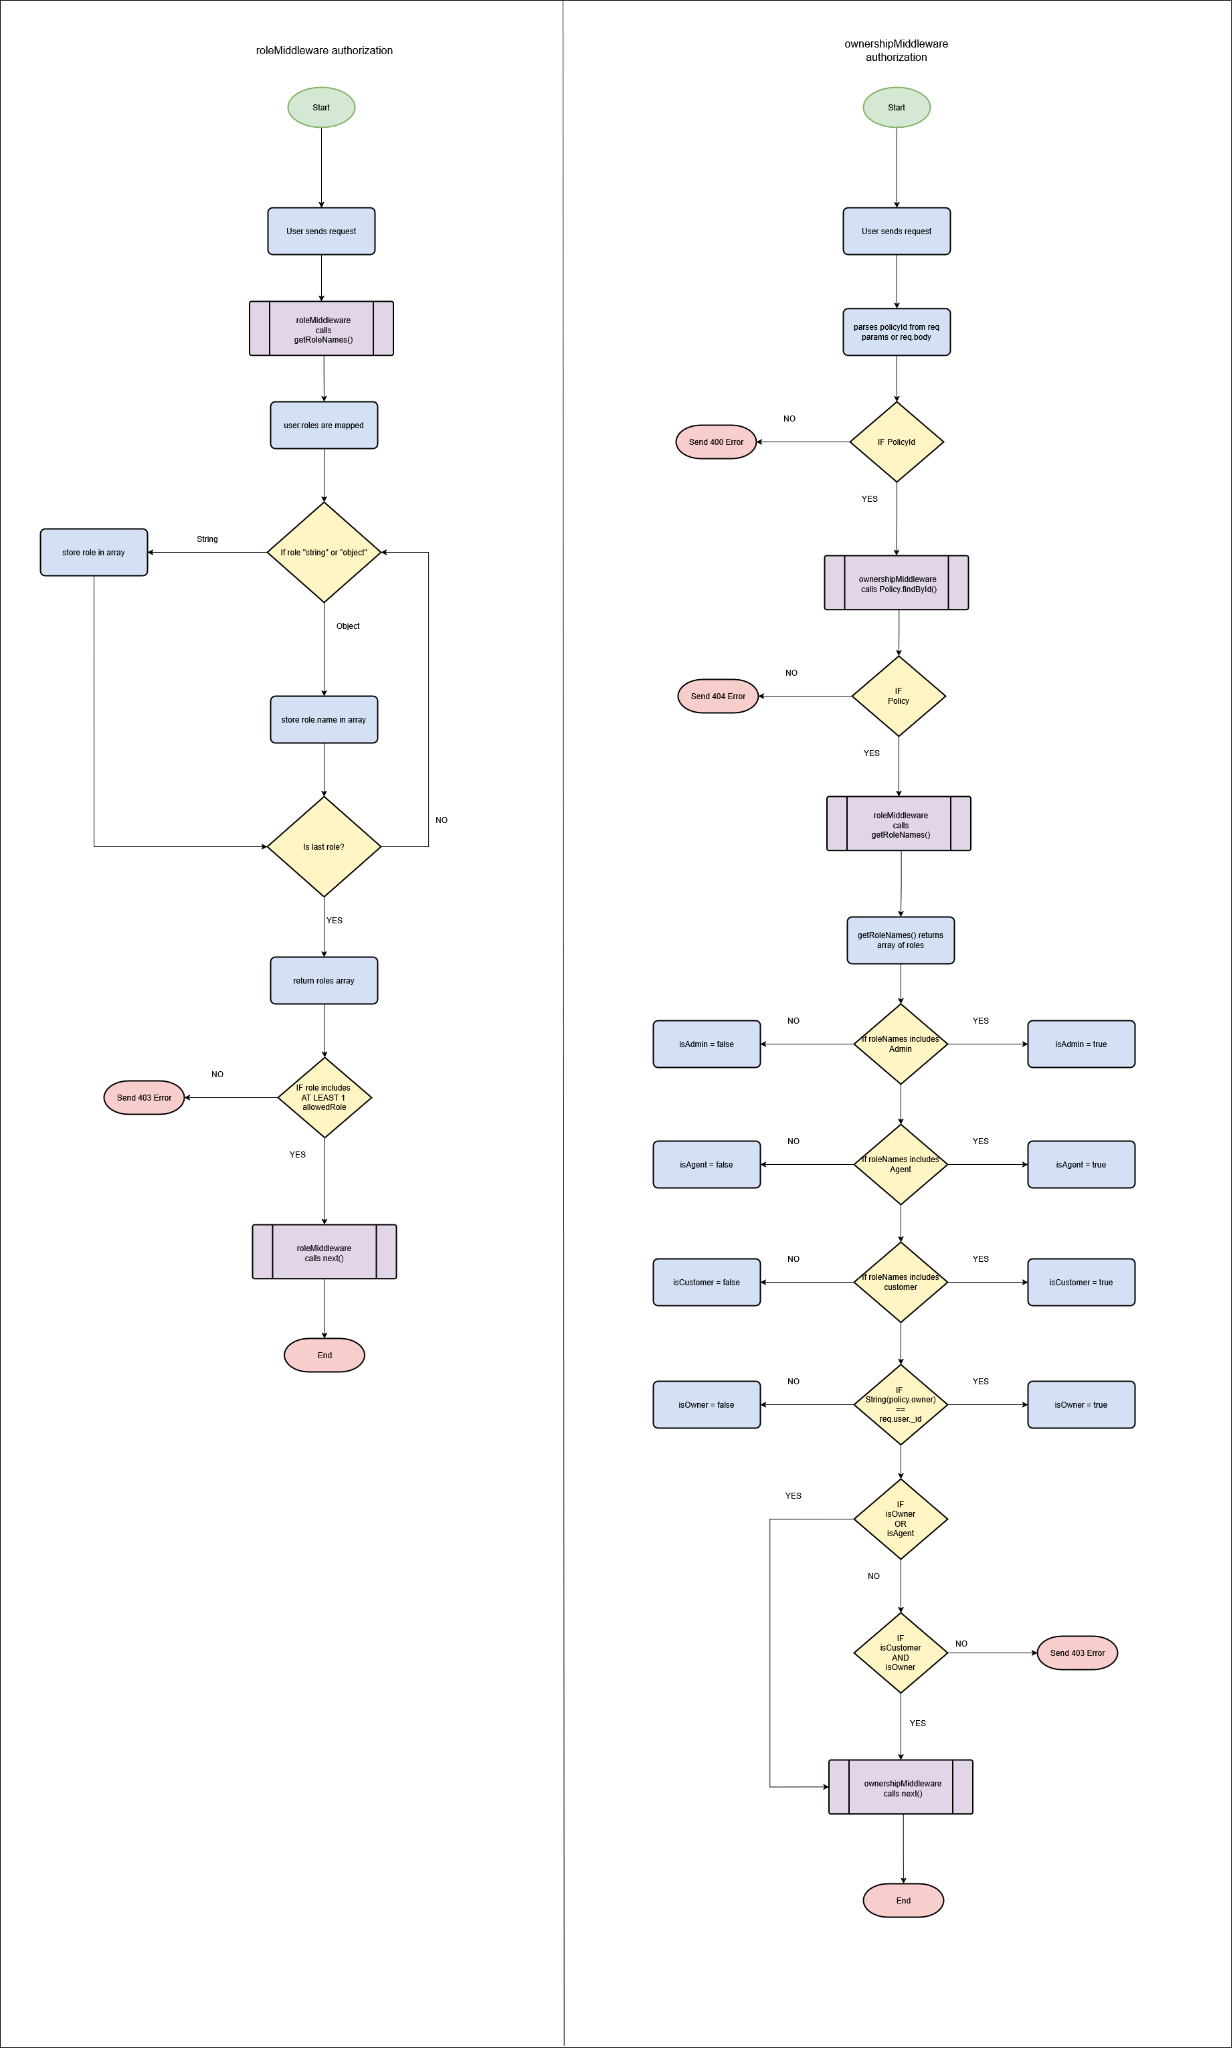 roleMiddleware authorization
Start
User sends request
roleMiddleware
calls
getRoleNames()
user.roles are mapped
If role "string" or "object"
String
store role in array
Object
store role.name in array
Is last role?
NO
YES
return roles array
IF role includes
AT LEAST 1
allowedRole
NO
Send 403 Error
YES
roleMiddleware
calls next()
End
ownershipMiddleware
authorization
Start
User sends request
parses policyId from req
params or req.body
IF PolicyId
NO
Send 400 Error
YES
ownershipMiddleware
calls Policy.findById()
IF
Policy
NO
Send 404 Error
YES
roleMiddleware
calls
getRoleNames()
getRoleNames() returns
array of roles
If roleNames includes
Admin
NO
isAdmin = false
YES
isAdmin = true
If roleNames includes
Agent
NO
isAgent = false
YES
isAgent = true
If roleNames includes
customer
NO
isCustomer = false
YES
isCustomer = true
IF
String(policy.owner)
==
req.user._id
NO
isOwner = false
YES
isOwner = true
IF
isOwner
OR
isAgent
YES
NO
IF
isCustomer
AND
isOwner
NO
Send 403 Error
YES
ownershipMiddleware
calls next()
End